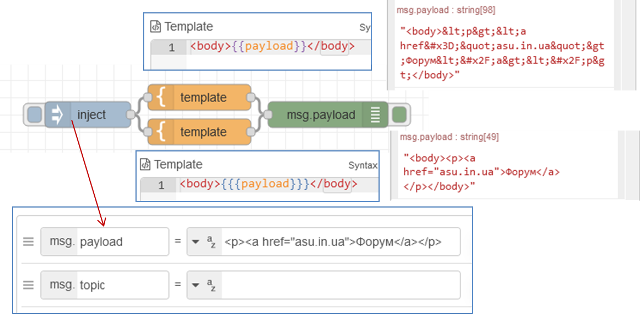 Template
Synta
1 <body>{{payload}}</body>
msg.payload : string[98]
"<body>&lt;p&gt;&lt;a
href&#x3D;&quot;asu.in.ua&quot;&gt
;Форум&lt;&#x2F;a&gt;&lt;&#x2F;p&g
t;</body>"
inject
template
template
msg.payload
msg.payload : string[49]
"<body><p><a
href="asu.in.ua">Форум</a>
</p></body>"
Template
Syntax
1 <body>{{{payload}}}</body>
msg. payload = a z <p><a href="asu.in.ua">Форум</a></p>
msg. topic = a z